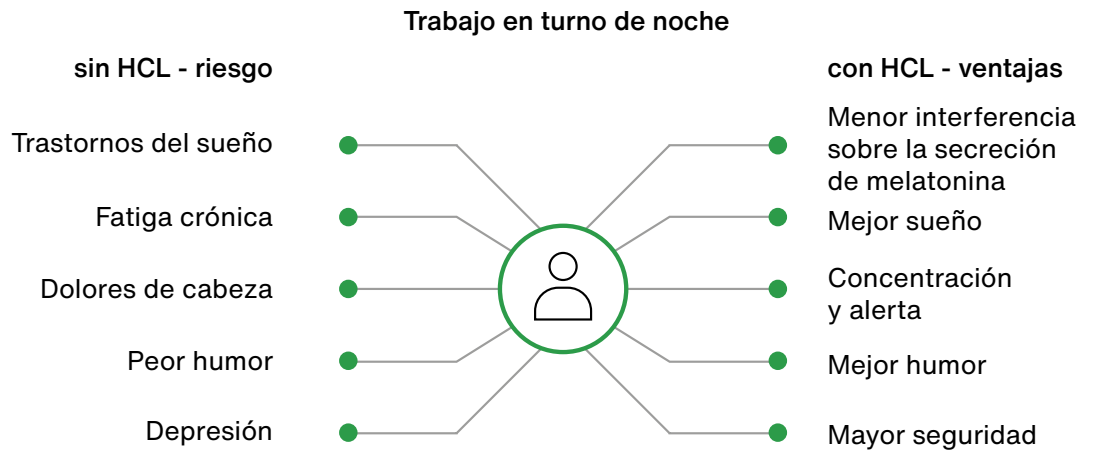 Trabajo en turno de noche
sin HCL - riesgo
Trastornos del sueño
Fatiga crónica
Dolores de cabeza
Peor humor
Depresión
con HCL - ventajas
Menor interferencia
sobre la secreción
de melatonina
Mejor sueño
Concentración
y alerta
Mejor humor
Mayor seguridad